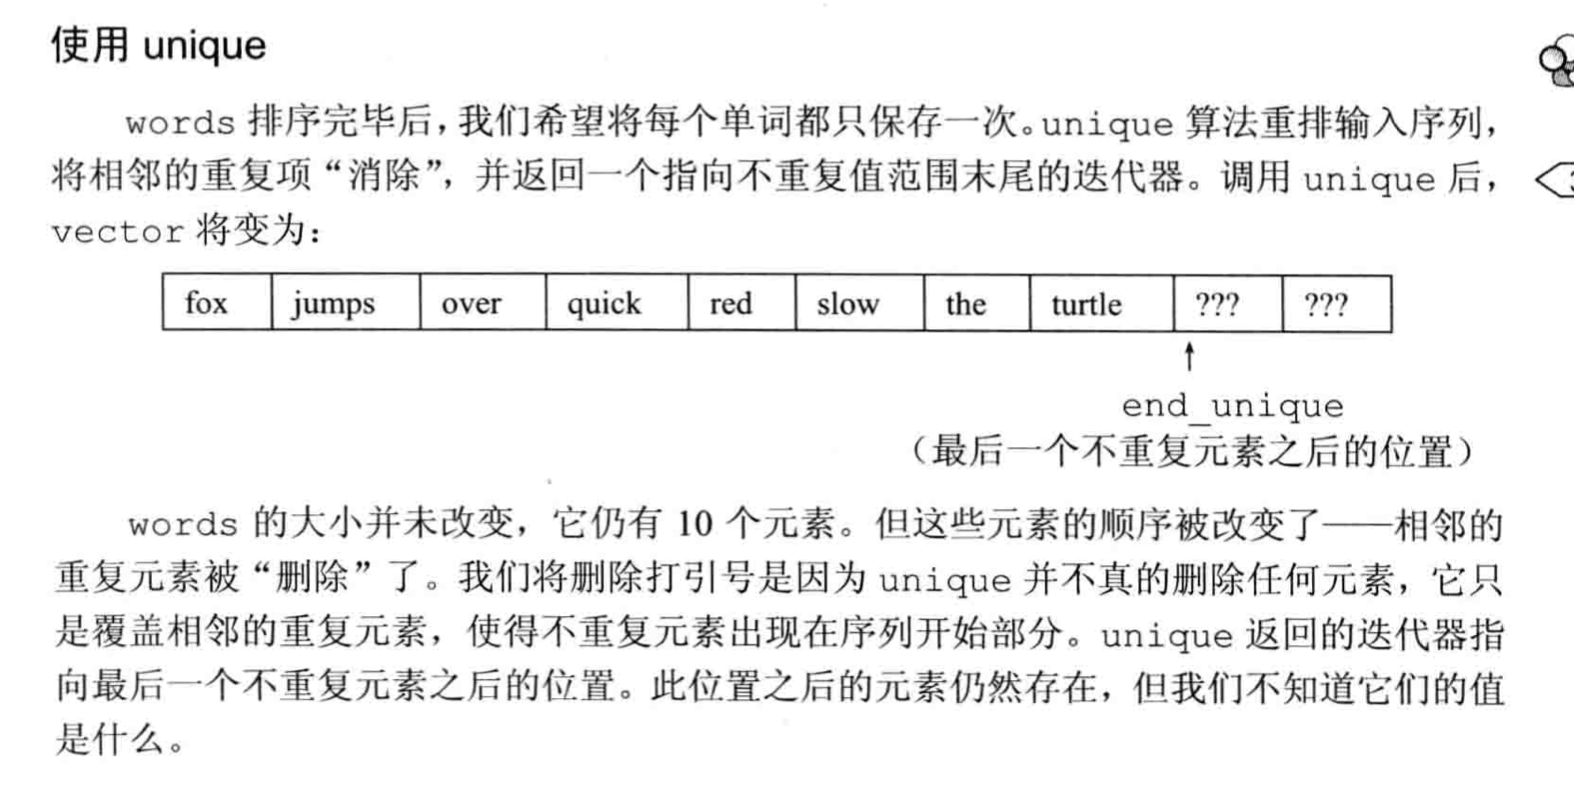 使用 unique
words 排序完毕后，我们希望将每个单词都只保存一次。unique 算法重排输入序列，
将相邻的重复项“消除”，并返回一个指向不重复值范围末尾的迭代器。调用 unique 后，
vector 将变为：
fox jumps over quick red slow the turtle ??? ???
end_unique
（最后一个不重复元素之后的位置）
words 的大小并未改变，它仍有 10 个元素。但这些元素的顺序被改变了——相邻的
重复元素被“删除”了。我们将删除打引号是因为 unique 并不真的删除任何元素，它只
是覆盖相邻的重复元素，使得不重复元素出现在序列开始部分。unique 返回的迭代器指
向最后一个不重复元素之后的位置。此位置之后的元素仍然存在，但我们不知道它们的值
是什么。